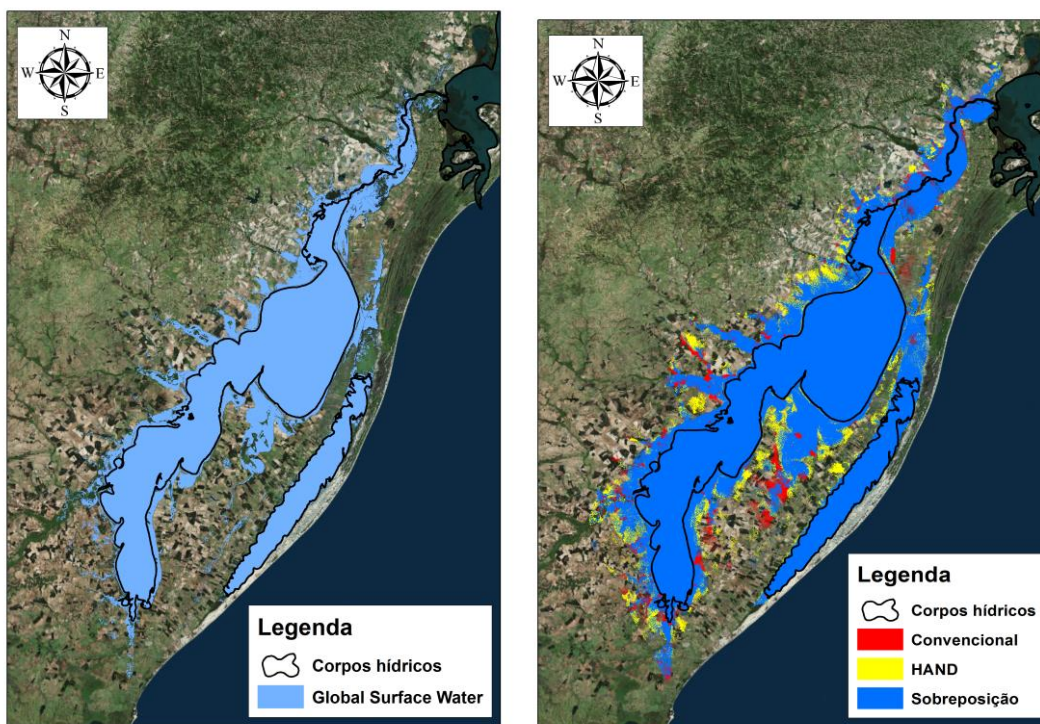 N
W E
S
Legenda
Corpos hídricos
Global Surface Water
N
W E
S
Legenda
Corpos hídricos
Convencional
HAND
Sobreposição